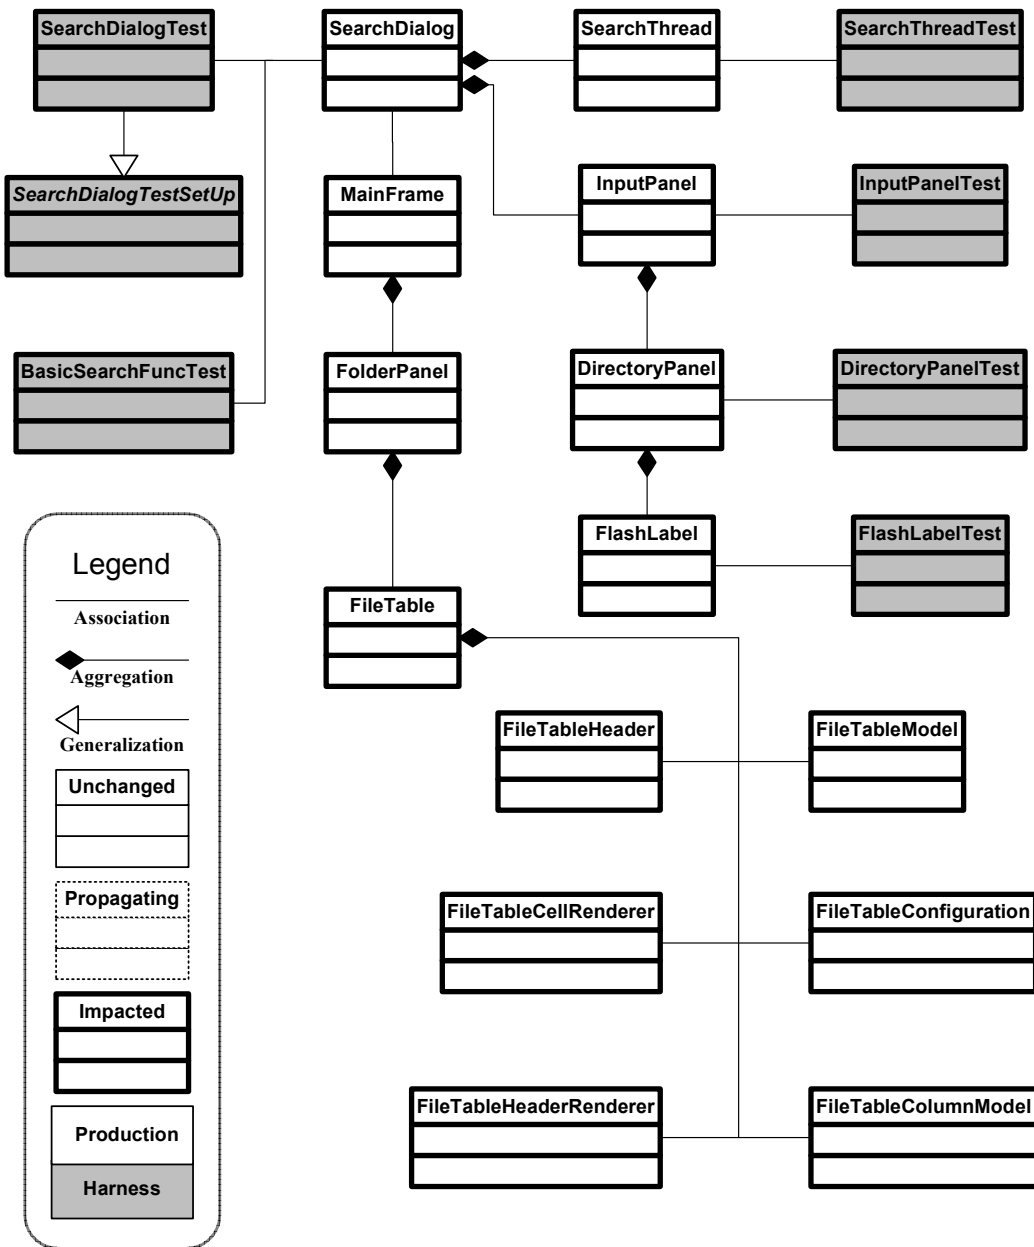 SearchDialogTest
SearchDialog
SearchThread
SearchThreadTest
SearchDialogTestSetUp
MainFrame
InputPanel
InputPanelTest
BasicSearchFuncTest
FolderPanel
DirectoryPanel
DirectoryPanelTest
FlashLabel
FlashLabelTest
FileTable
FileTableHeader
FileTableModel
FileTableCellRenderer
FileTableConfiguration
FileTableHeaderRenderer
FileTableColumnModel
Legend
Association
Aggregation
Generalization
Unchanged
Propagating
Impacted
Production
Harness